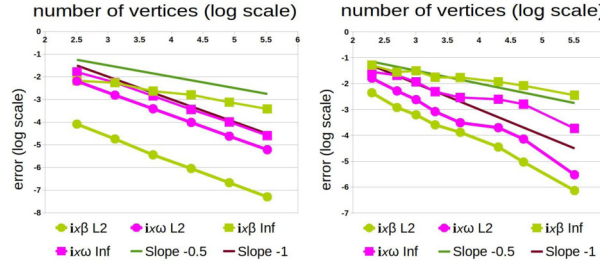 number of vertices (log scale)
2 2.5 3 3.5 4 4.5 5 5.5 6
0
-1
-2
-3
-4
-5
-6
-7
-8
error (log scale)
ixβ L2 ixω L2 ixβ Inf
ixω Inf Slope -0.5 Slope -1
number of vertices (log scale)
2 2.5 3 3.5 4 4.5 5 5.5 6
0
-1
-2
-3
-4
-5
-6
-7
error (log scale)
ixβ L2 ixω L2 ixβ Inf
ixω Inf Slope -0.5 Slope -1